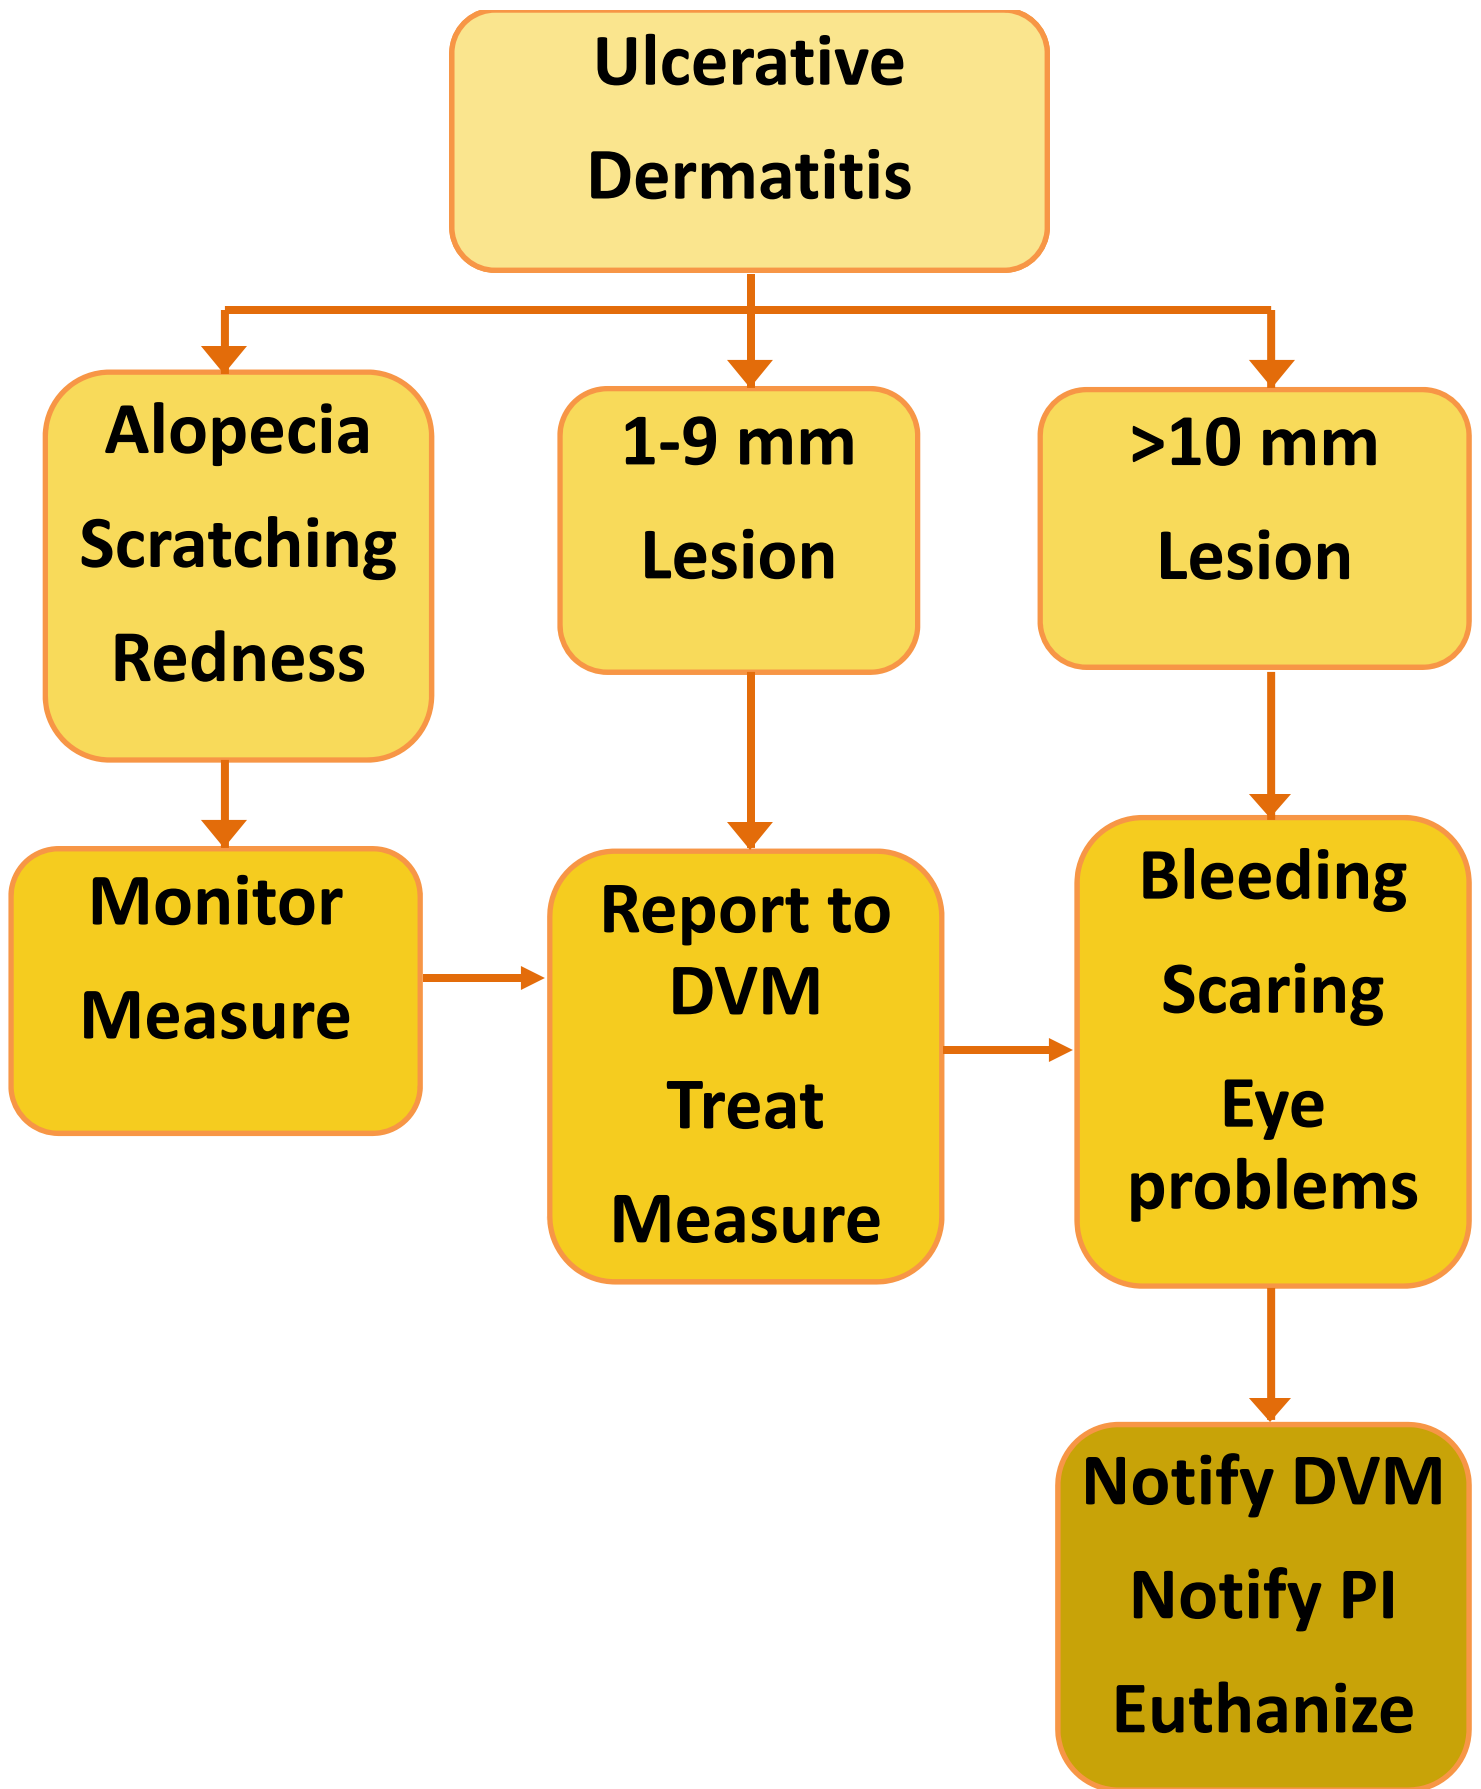 Ulcerative
Dermatitis
Alopecia
Scratching
Redness
1-9 mm
Lesion
>10 mm
Lesion
Monitor
Measure
Report to
DVM
Treat
Measure
Bleeding
Scaring
Eye
problems
Notify DVM
Notify PI
Euthanize